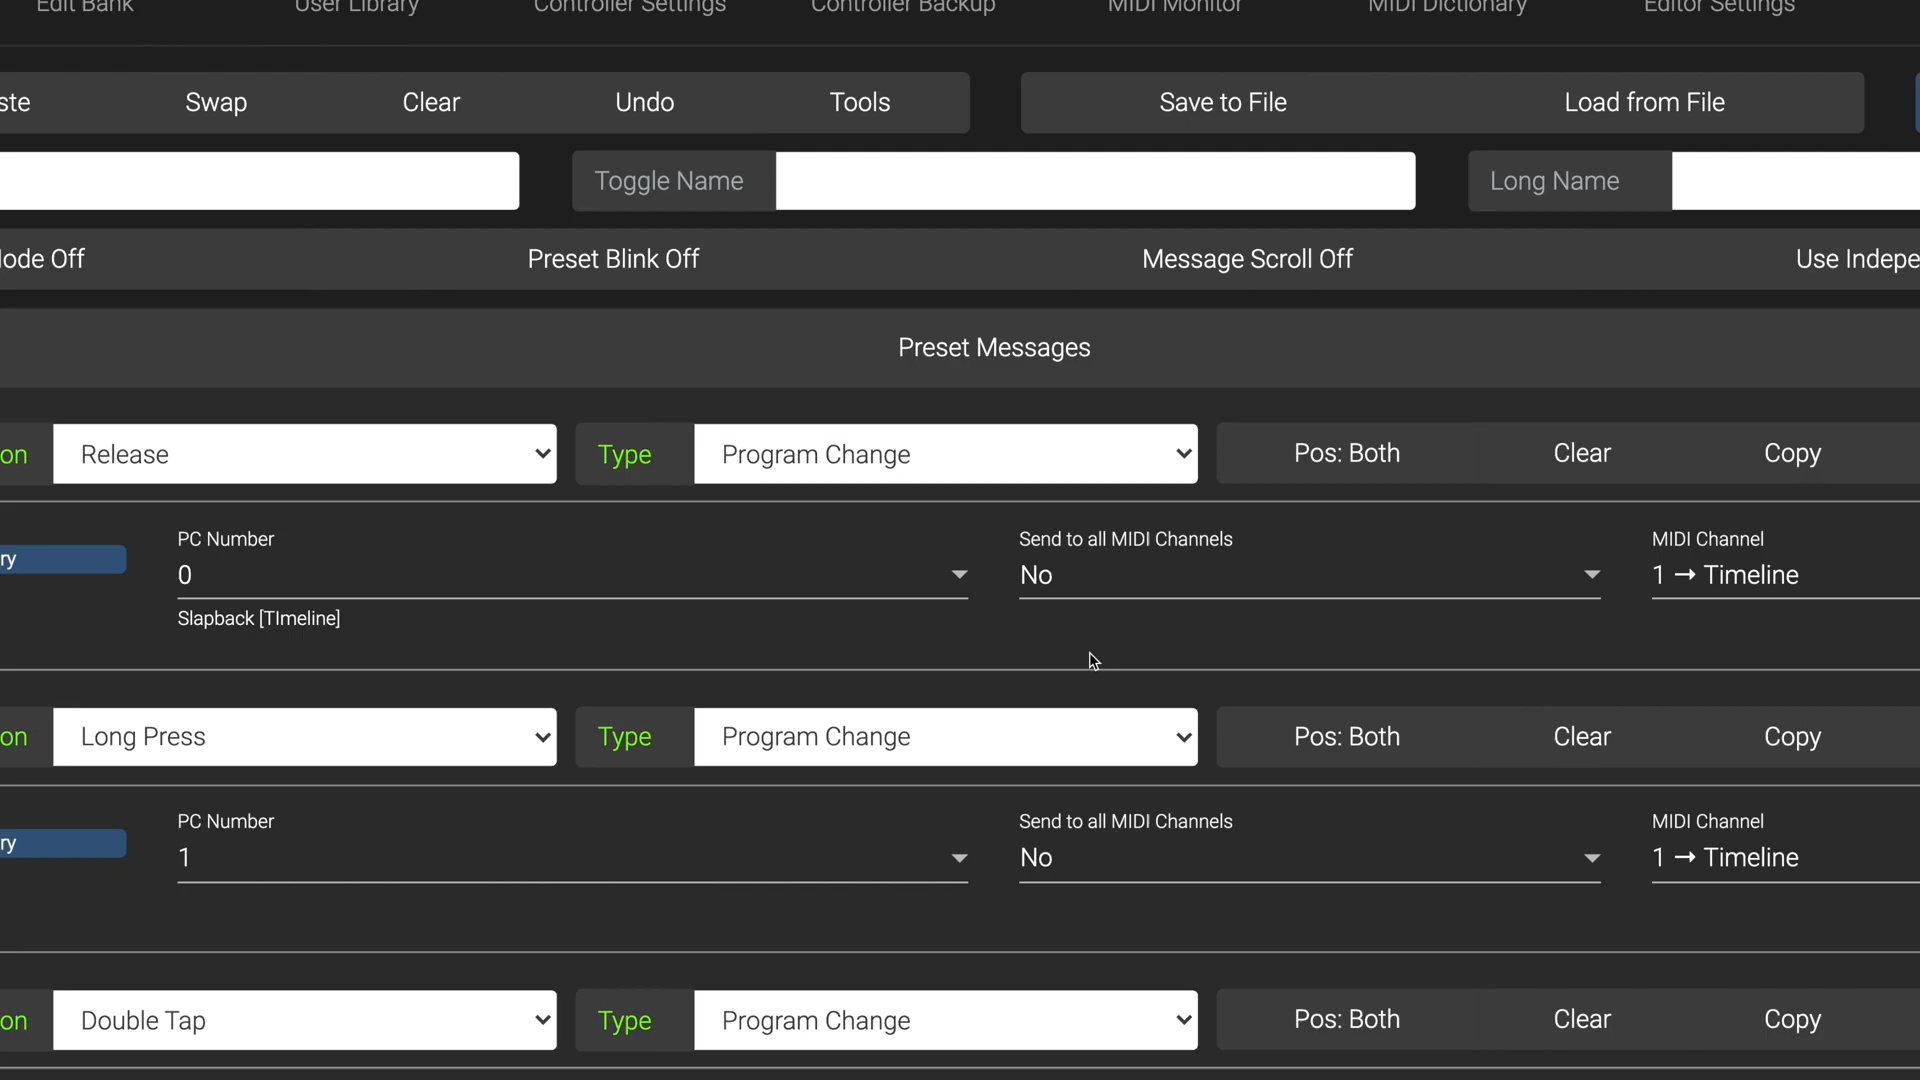 Edit Bank User Library Controller Settings Controller Backup MIDI Monitor MIDI Dictionary Editor Settings
ste Swap Clear Undo Tools Save to File Load from File
Toggle Name Long Name
ode Off Preset Blink Off Message Scroll Off Use Indepe
Preset Messages
on Release Type Program Change Pos: Both Clear Copy
PC Number Send to all MIDI Channels MIDI Channel
ry 0 No 1 → Timeline
Slapback [TImeline]
on Long Press Type Program Change Pos: Both Clear Copy
PC Number Send to all MIDI Channels MIDI Channel
ry 1 No 1 → Timeline
on Double Tap Type Program Change Pos: Both Clear Copy